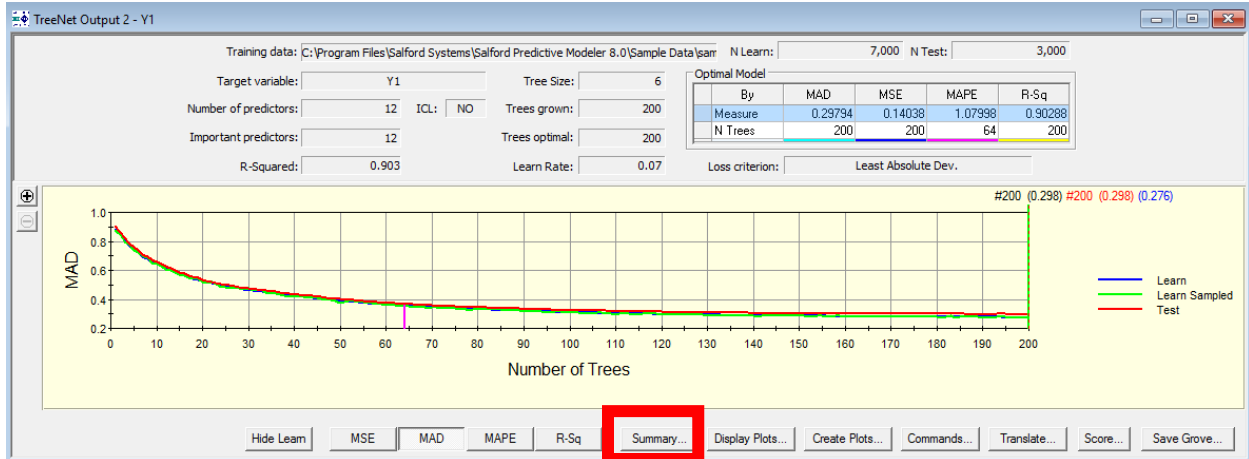 TreeNet Output 2 - Y1
Training data: C:\Program Files\Salford Systems\Salford Predictive Modeler 8.0\Sample Data\sam N Learn: 7,000 N Test: 3,000
Target variable: Y1 Tree Size: 6
Number of predictors: 12 ICL: NO Trees grown: 200
Important predictors: 12 Trees optimal: 200
R-Squared: 0.903 Learn Rate: 0.07 Loss criterion: Least Absolute Dev.
Optimal Model
By MAD MSE MAPE R-Sq
Measure 0.29794 0.14038 1.07998 0.90288
N Trees 200 200 64 200
#200 (0.298) #200 (0.298) (0.276)
1.0
0.8
0.6
0.4
0.2
MAD
0 10 20 30 40 50 60 70 80 90 100 110 120 130 140 150 160 170 180 190 200
Number of Trees
Learn
Learn Sampled
Test
Hide Learn MSE MAD MAPE R-Sq Summary... Display Plots... Create Plots... Commands... Translate... Score... Save Grove...